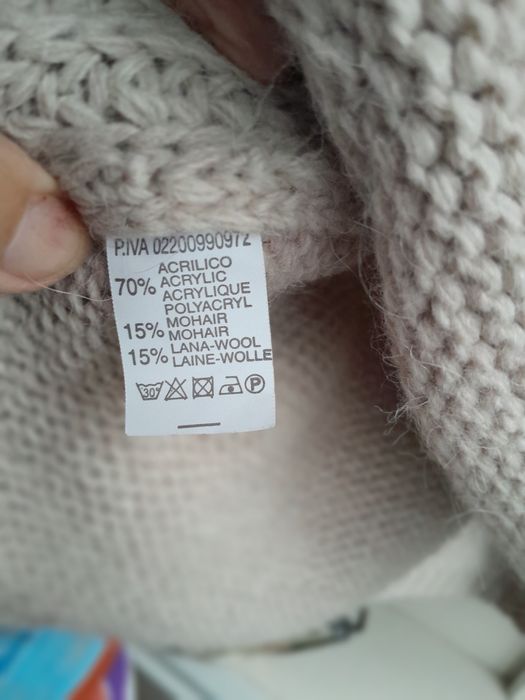 P.IVA 02200990972
ACRILICO
70% ACRYLIC
ACRYLIQUE
POLYACRYL
15% MOHAIR
MOHAIR
15% LANA-WOOL
LAINE-WOLLE
30° P